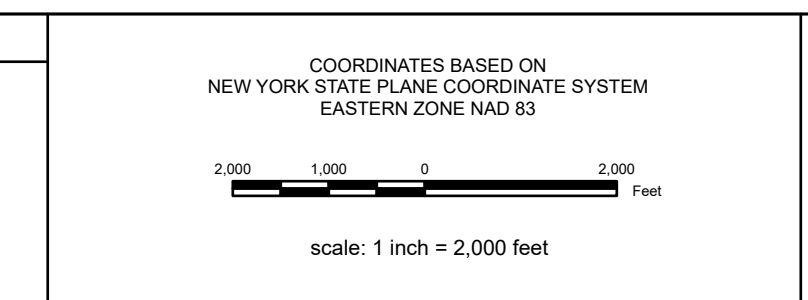 COORDINATES BASED ON
NEW YORK STATE PLANE COORDINATE SYSTEM
EASTERN ZONE NAD 83
2,000 1,000 0 2,000
Feet
scale: 1 inch = 2,000 feet